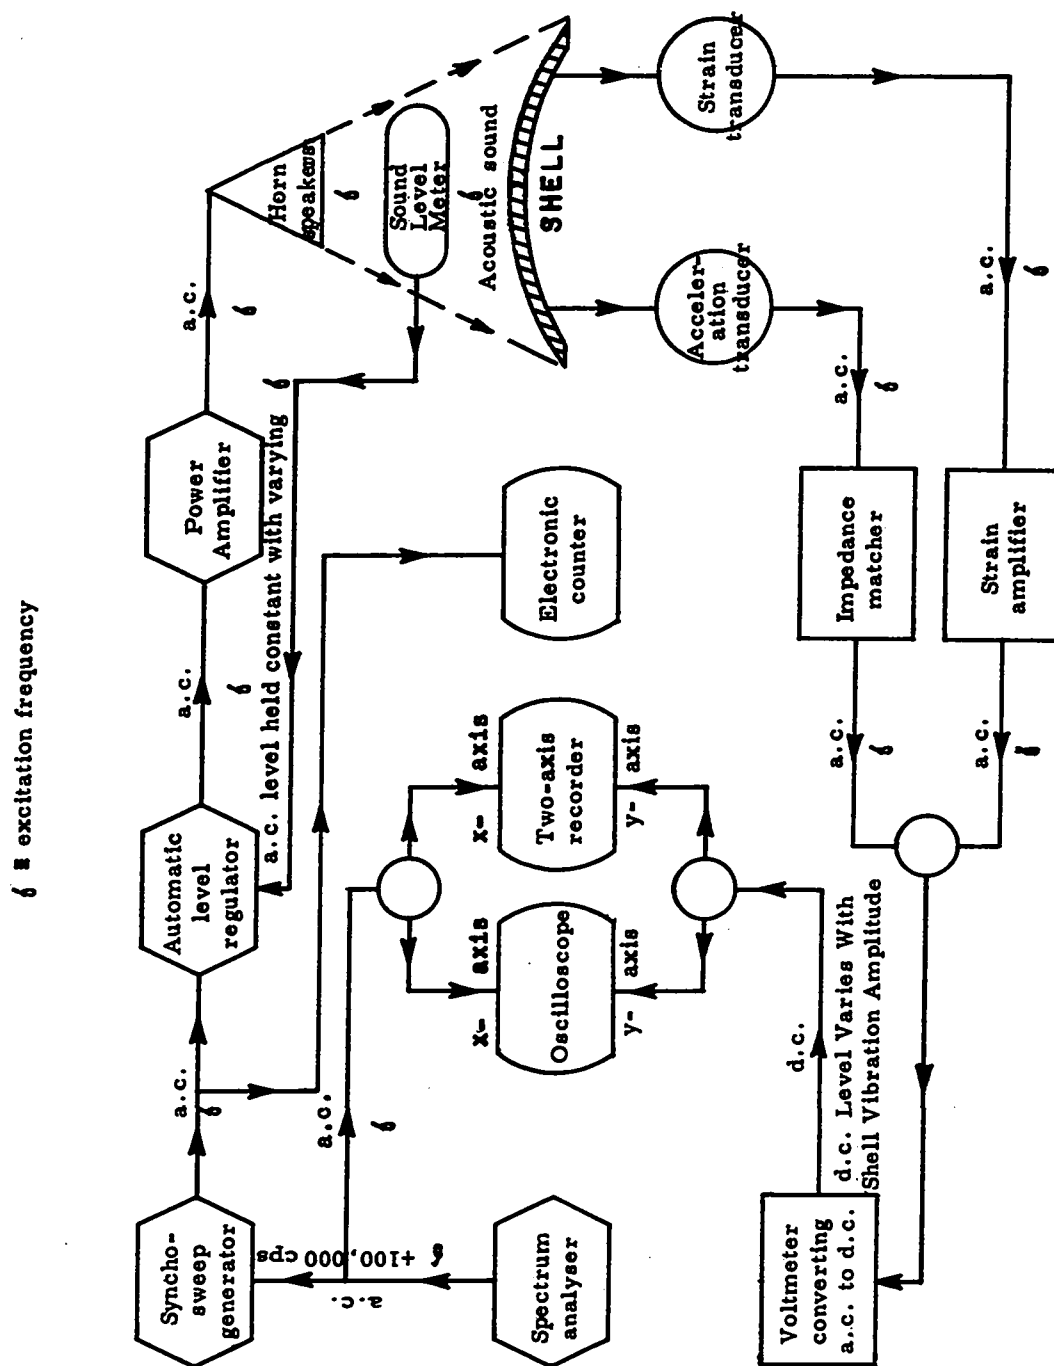 ϐ ≡ excitation frequency
Syncho-
sweep
generator
a.c.
ϐ
Automatic
level
regulator
a.c.
ϐ
Power
Amplifier
a.c.
ϐ
Horn
speakers
ϐ
Sound
Level
Meter
ϐ
Acoustic sound
SHELL
a.c. level held constant with varying ϐ
a.c.
ϐ +100,000 cps
a.c.
ϐ
Spectrum
analyser
x- axis
x- axis
Oscilloscope
Two-axis
recorder
y- axis
y- axis
Electronic
counter
Acceler-
ation
transducer
Strain
transducer
a.c.
ϐ
a.c.
ϐ
Impedance
matcher
Strain
amplifier
a.c.
ϐ
a.c.
ϐ
d.c.
d.c. Level Varies With
Shell Vibration Amplitude
Voltmeter
converting
a.c. to d.c.